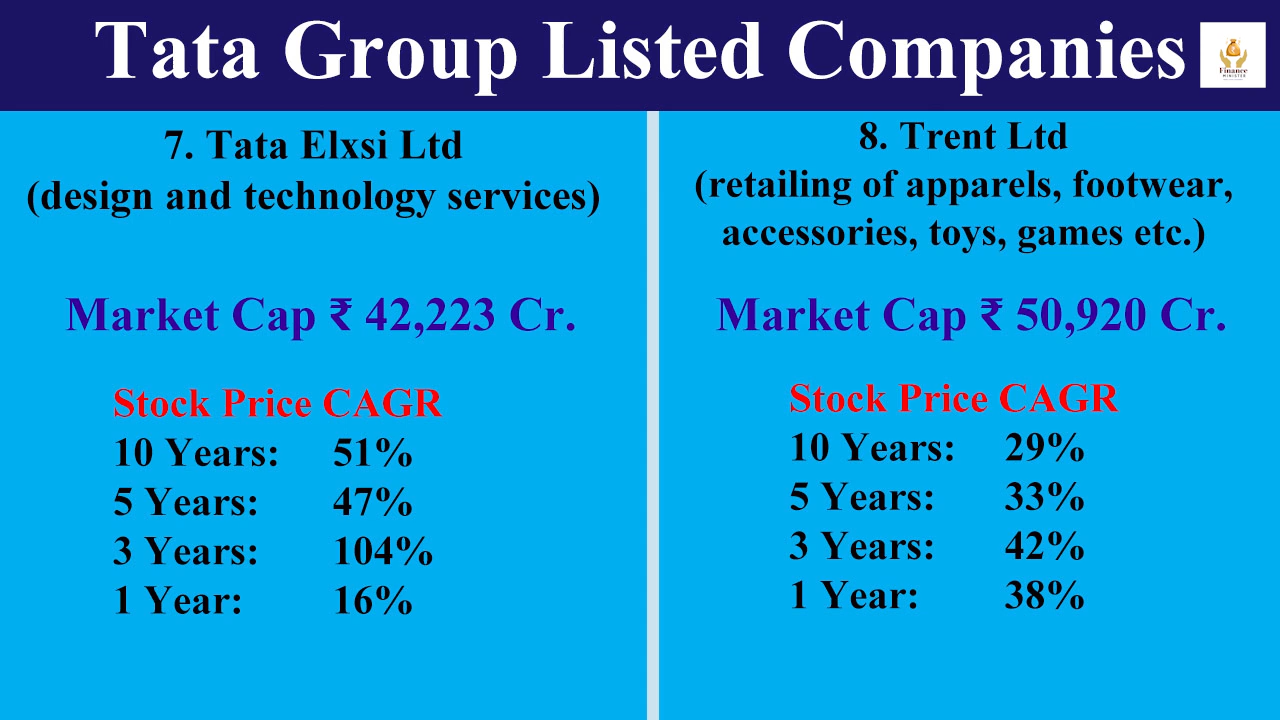 Tata Group Listed Companies
Finance
MINISTER
7. Tata Elxsi Ltd
(design and technology services)
Market Cap ₹ 42,223 Cr.
Stock Price CAGR
10 Years: 51%
5 Years: 47%
3 Years: 104%
1 Year: 16%
8. Trent Ltd
(retailing of apparels, footwear,
accessories, toys, games etc.)
Market Cap ₹ 50,920 Cr.
Stock Price CAGR
10 Years: 29%
5 Years: 33%
3 Years: 42%
1 Year: 38%